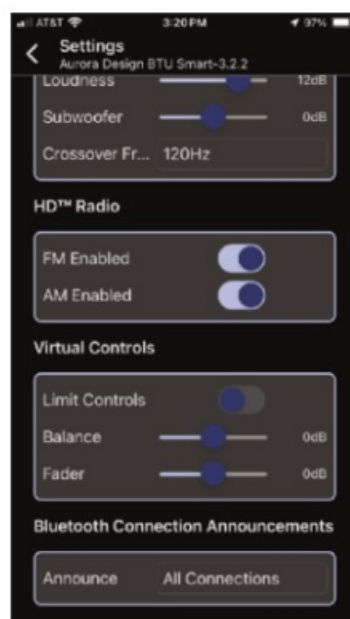 AT&T 3:20 PM 97%
Settings
Aurora Design BTU Smart-3.2.2
Loudness 12dB
Subwoofer 0dB
Crossover Fr... 120Hz
HD™ Radio
FM Enabled
AM Enabled
Virtual Controls
Limit Controls
Balance 0dB
Fader 0dB
Bluetooth Connection Announcements
Announce All Connections